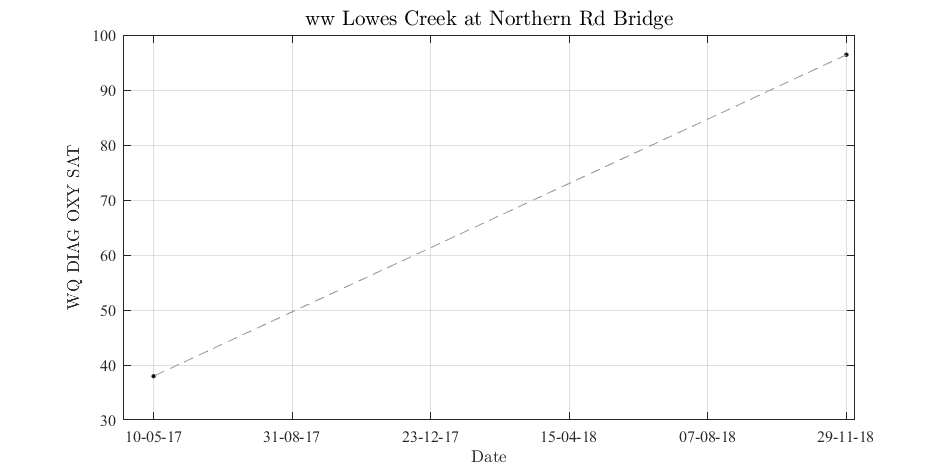 ww Lowes Creek at Northern Rd Bridge
100
90
80
70
60
50
40
30
WQ DIAG OXY SAT
10-05-17 31-08-17 23-12-17 15-04-18 07-08-18 29-11-18
Date